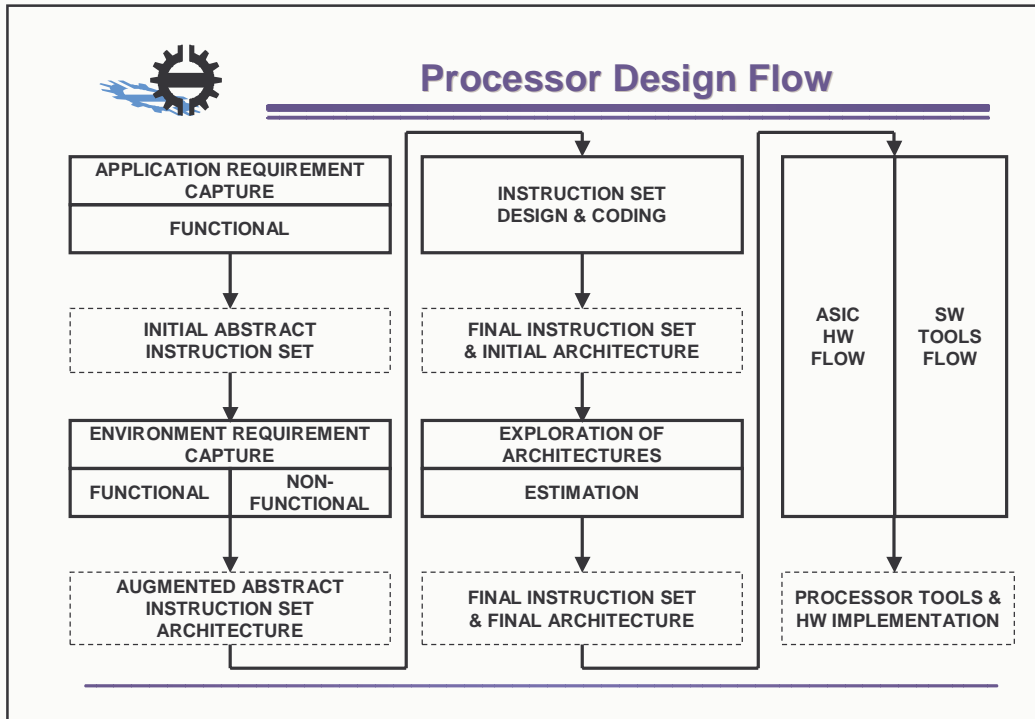 Processor Design Flow
APPLICATION REQUIREMENT
CAPTURE
FUNCTIONAL
INITIAL ABSTRACT
INSTRUCTION SET
ENVIRONMENT REQUIREMENT
CAPTURE
FUNCTIONAL
NON-
FUNCTIONAL
AUGMENTED ABSTRACT
INSTRUCTION SET
ARCHITECTURE
INSTRUCTION SET
DESIGN & CODING
FINAL INSTRUCTION SET
& INITIAL ARCHITECTURE
EXPLORATION OF
ARCHITECTURES
ESTIMATION
FINAL INSTRUCTION SET
& FINAL ARCHITECTURE
ASIC
HW
FLOW
SW
TOOLS
FLOW
PROCESSOR TOOLS &
HW IMPLEMENTATION